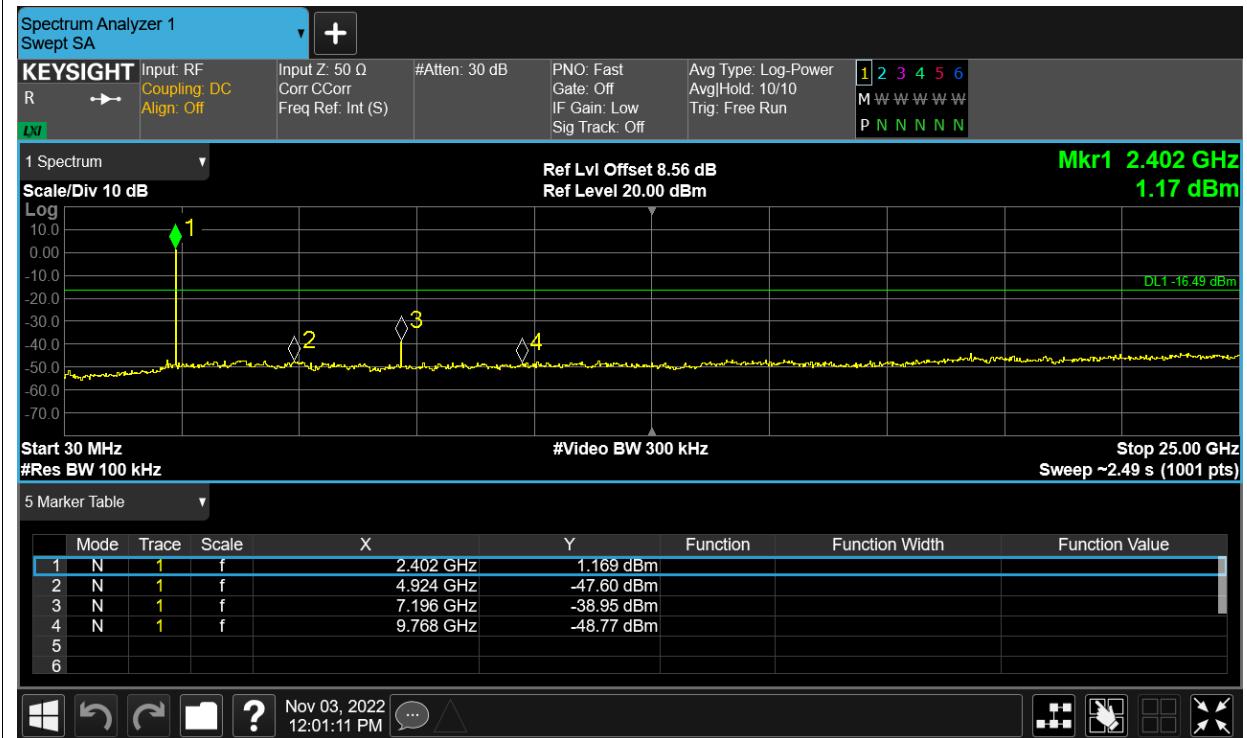 Spectrum Analyzer 1
Swept SA
KEYSIGHT
R
LXI
Input: RF
Coupling: DC
Align: Off
Input Z: 50 Ω
Corr CCorr
Freq Ref: Int (S)
#Atten: 30 dB
PNO: Fast
Gate: Off
IF Gain: Low
Sig Track: Off
Avg Type: Log-Power
Avg|Hold: 10/10
Trig: Free Run
1 2 3 4 5 6
M W W W W W
P N N N N N
1 Spectrum
Scale/Div 10 dB
Ref Lvl Offset 8.56 dB
Ref Level 20.00 dBm
Mkr1 2.402 GHz
1.17 dBm
Log
10.0
0.00
-10.0
-20.0
-30.0
-40.0
-50.0
-60.0
-70.0
1
2
3
4
DL1 -16.49 dBm
Start 30 MHz
#Res BW 100 kHz
#Video BW 300 kHz
Stop 25.00 GHz
Sweep ~2.49 s (1001 pts)
5 Marker Table
Mode Trace Scale X Y Function Function Width Function Value
1 N 1 f 2.402 GHz 1.169 dBm
2 N 1 f 4.924 GHz -47.60 dBm
3 N 1 f 7.196 GHz -38.95 dBm
4 N 1 f 9.768 GHz -48.77 dBm
5
6
?
Nov 03, 2022
12:01:11 PM